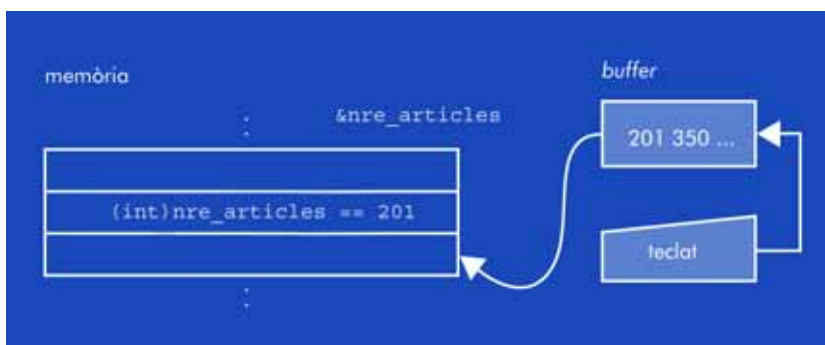 memòria
buffer
&nre_articles
201 350 ...
(int)nre_articles == 201
teclat